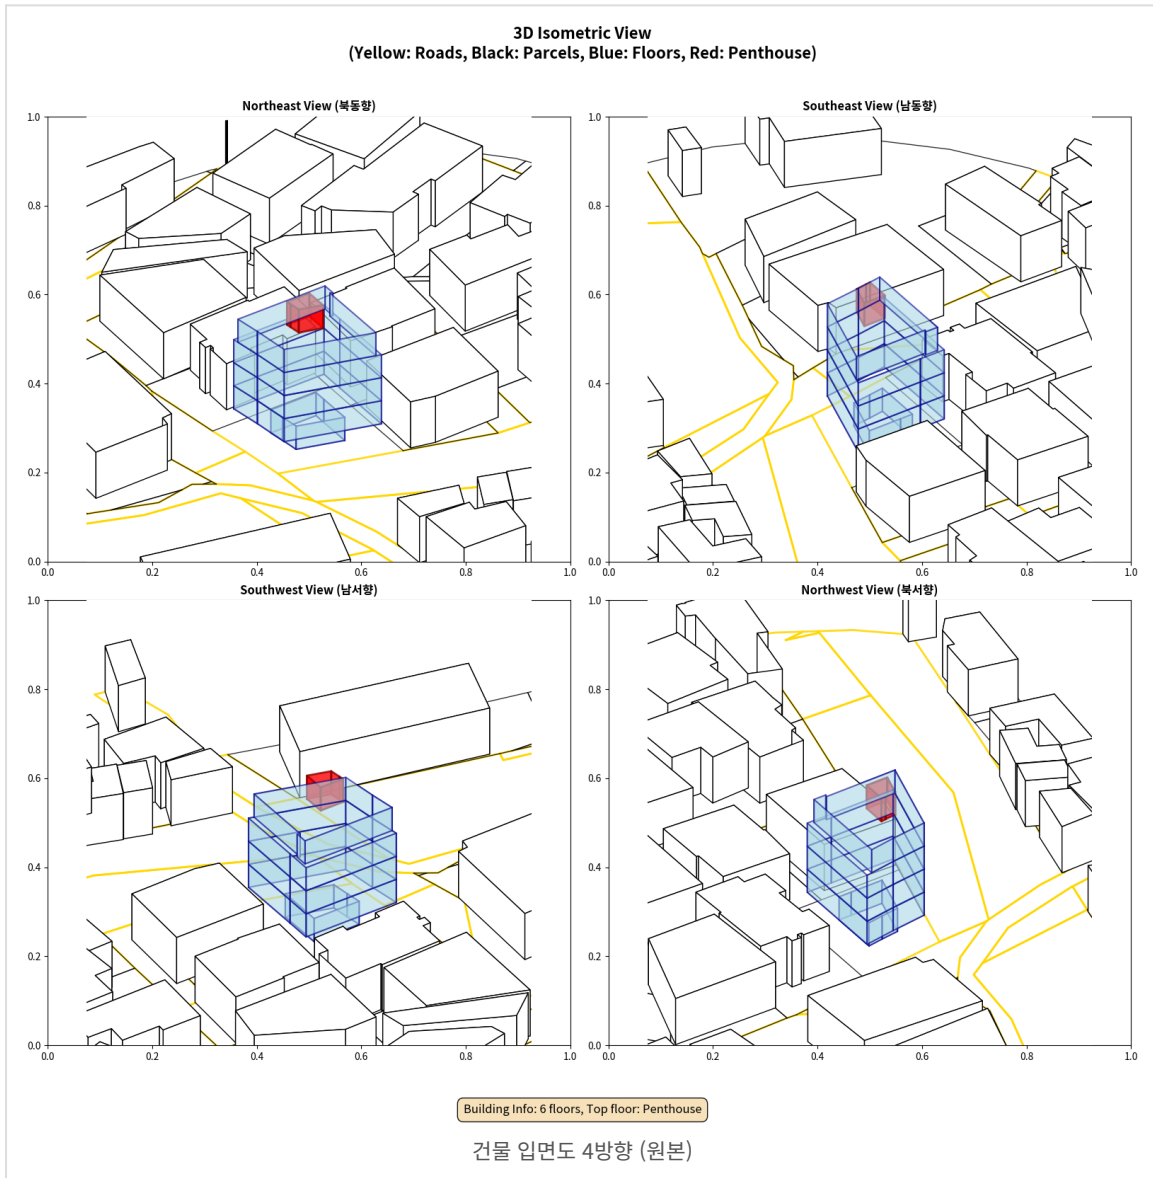 3D Isometric View
(Yellow: Roads, Black: Parcels, Blue: Floors, Red: Penthouse)
Northeast View (북동향)
1.0
0.8
0.6
0.4
0.2
0.0
0.0 0.2 0.4 0.6 0.8 1.0
Southeast View (남동향)
1.0
0.8
0.6
0.4
0.2
0.0
0.0 0.2 0.4 0.6 0.8 1.0
Southwest View (남서향)
1.0
0.8
0.6
0.4
0.2
0.0
0.0 0.2 0.4 0.6 0.8 1.0
Northwest View (북서향)
1.0
0.8
0.6
0.4
0.2
0.0
0.0 0.2 0.4 0.6 0.8 1.0
Building Info: 6 floors, Top floor: Penthouse
건물 입면도 4방향 (원본)